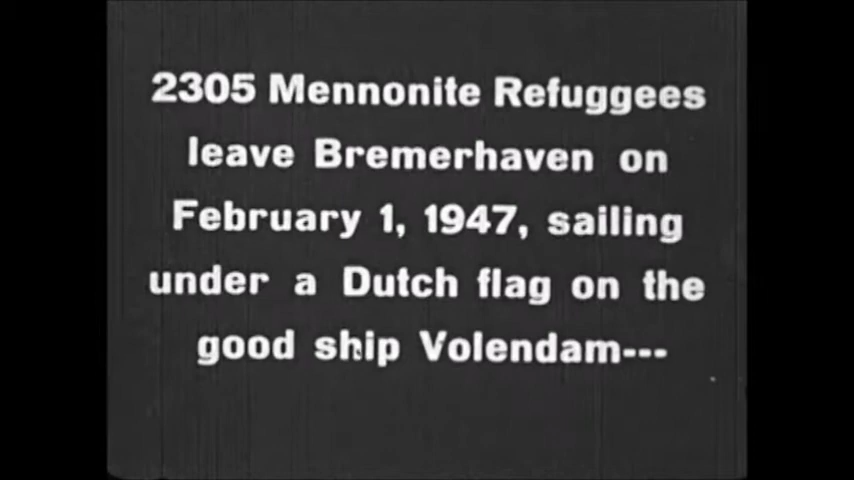 2305 Mennonite Refuggees
leave Bremerhaven on
February 1, 1947, sailing
under a Dutch flag on the
good ship Volendam---